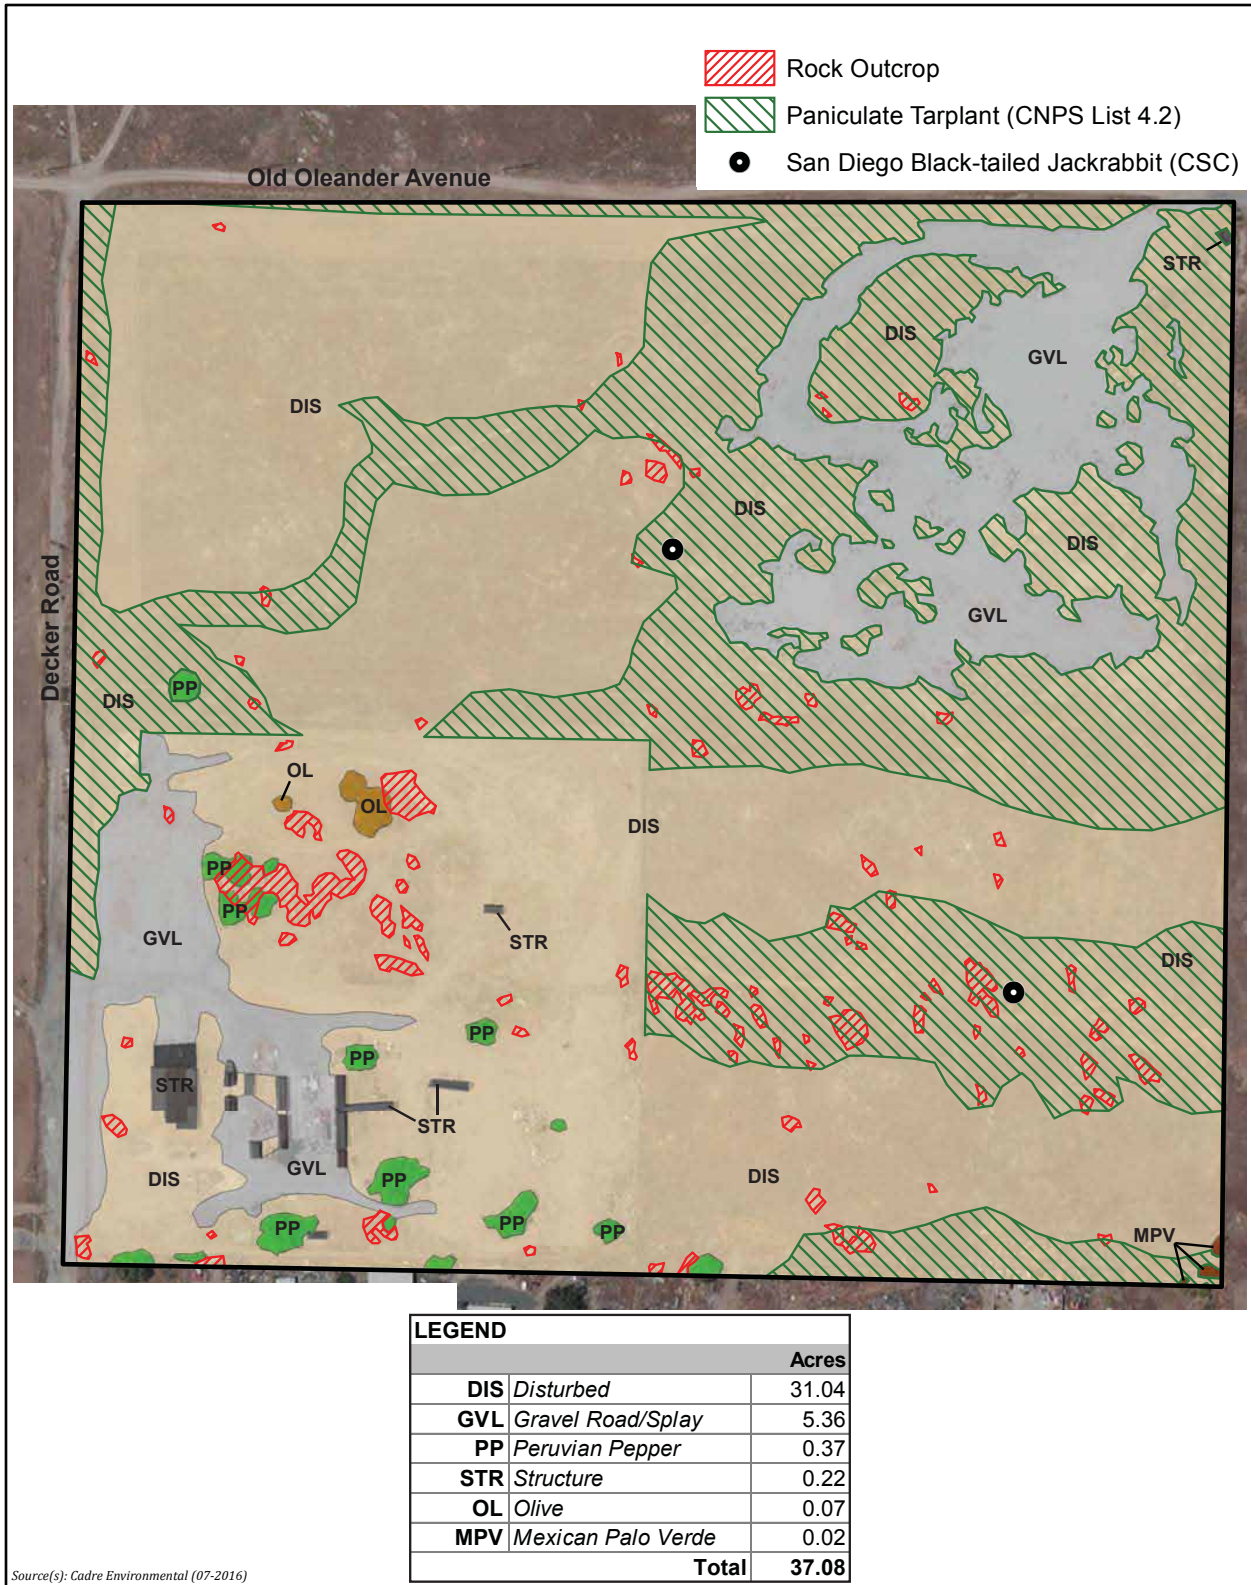 Rock Outcrop
Paniculate Tarplant (CNPS List 4.2)
San Diego Black-tailed Jackrabbit (CSC)
Old Oleander Avenue
STR
DIS
GVL
DIS
DIS
DIS
Decker Road
GVL
PP
DIS
OL
OL
DIS
PP
PP
GVL
STR
DIS
PP
PP
STR
STR
GVL
DIS
PP
DIS
PP
PP
PP
MPV
LEGEND
Acres
DIS Disturbed 31.04
GVL Gravel Road/Splay 5.36
PP Peruvian Pepper 0.37
STR Structure 0.22
OL Olive 0.07
MPV Mexican Palo Verde 0.02
Total 37.08
Source(s): Cadre Environmental (07-2016)